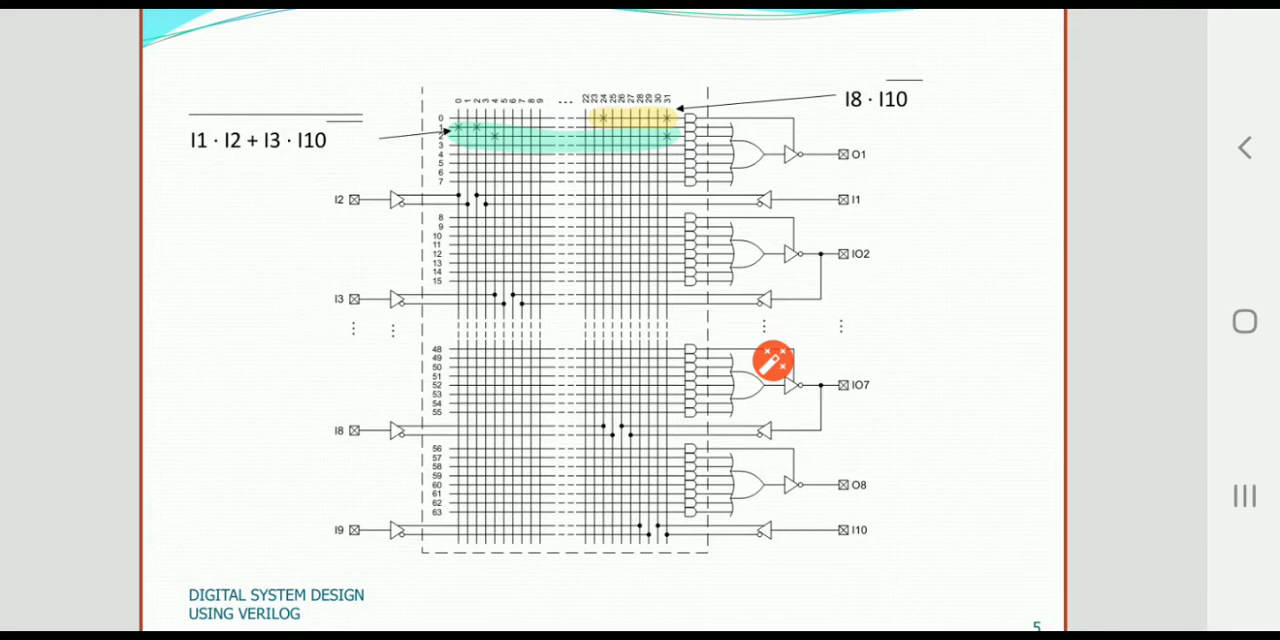 I8 · I10
I1 · I2 + I3 · I10
0 1 2 3 4 5 6 7 8 9 ... 22 23 24 25 26 27 28 29 30 31
0
1
2
3
4
5
6
7
O1
I2
I1
8
9
10
11
12
13
14
15
IO2
I3
48
49
50
51
52
53
54
55
IO7
I8
56
57
58
59
60
61
62
63
O8
I9
I10
DIGITAL SYSTEM DESIGN
USING VERILOG
5